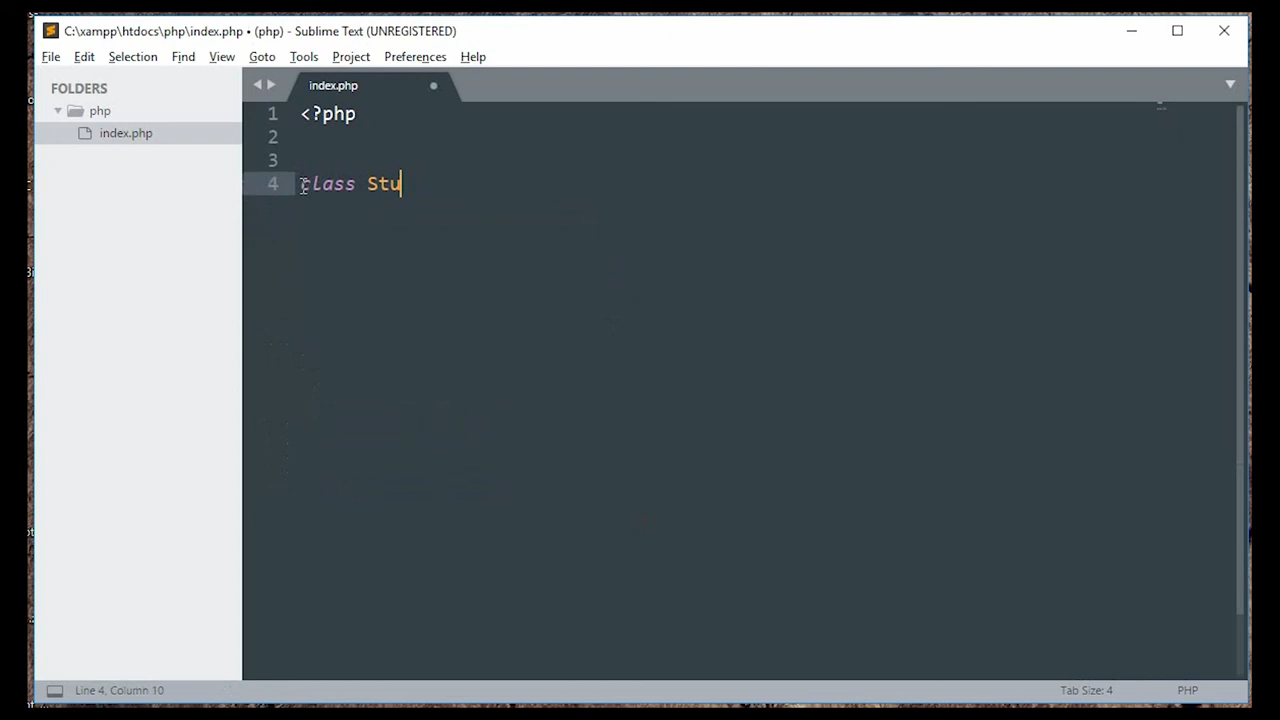 C:\xampp\htdocs\php\index.php • (php) - Sublime Text (UNREGISTERED)
File Edit Selection Find View Goto Tools Project Preferences Help
FOLDERS
php
index.php
index.php
1 <?php
2
3
4 class Stu
Line 4, Column 10
Tab Size: 4
PHP